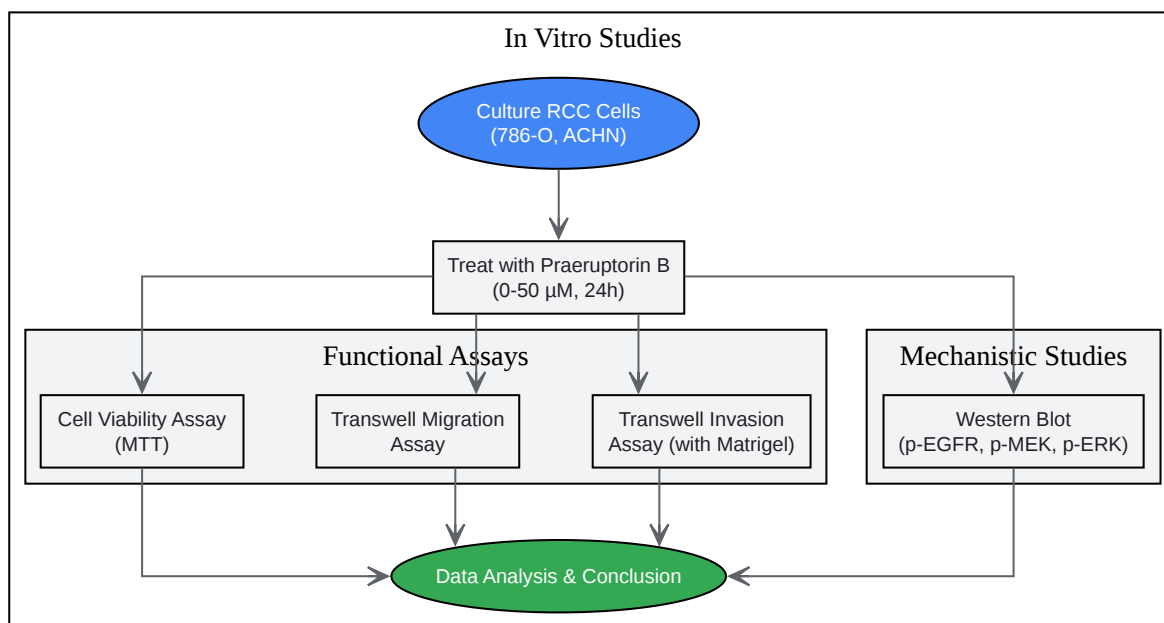 In Vitro Studies
Culture RCC Cells
(786-O, ACHN)
Treat with Praeruptorin B
(0-50 µM, 24h)
Functional Assays
Mechanistic Studies
Cell Viability Assay
(MTT)
Transwell Migration
Assay
Transwell Invasion
Assay (with Matrigel)
Western Blot
(p-EGFR, p-MEK, p-ERK)
Data Analysis & Conclusion